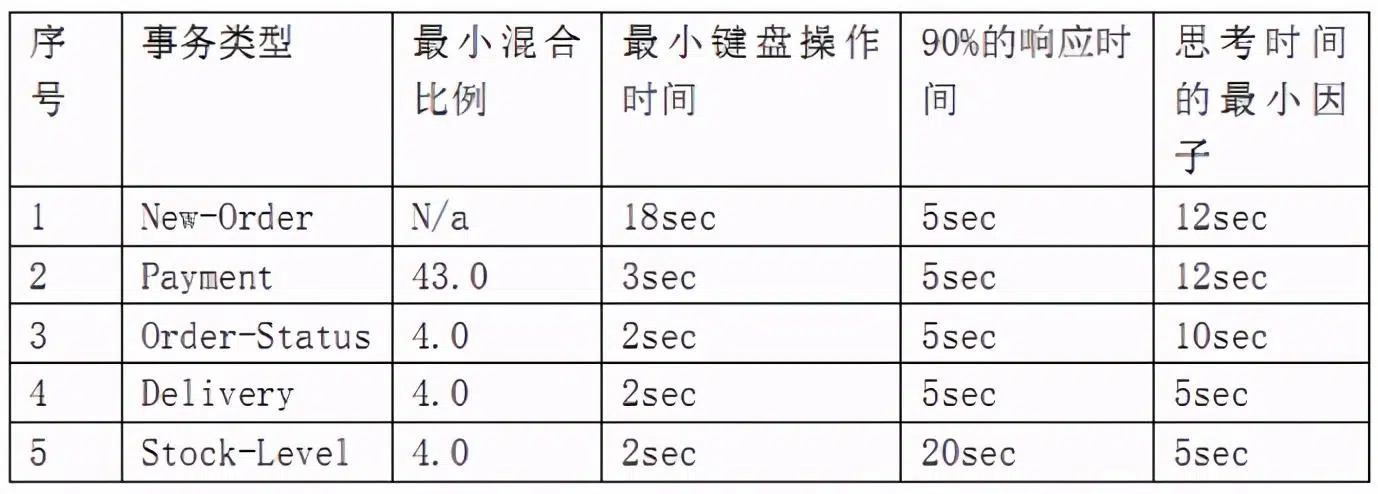 序号 事务类型 最小混合比例 最小键盘操作时间 90%的响应时间 思考时间的最小因子
1 New-Order N/a 18sec 5sec 12sec
2 Payment 43.0 3sec 5sec 12sec
3 Order-Status 4.0 2sec 5sec 10sec
4 Delivery 4.0 2sec 5sec 5sec
5 Stock-Level 4.0 2sec 20sec 5sec